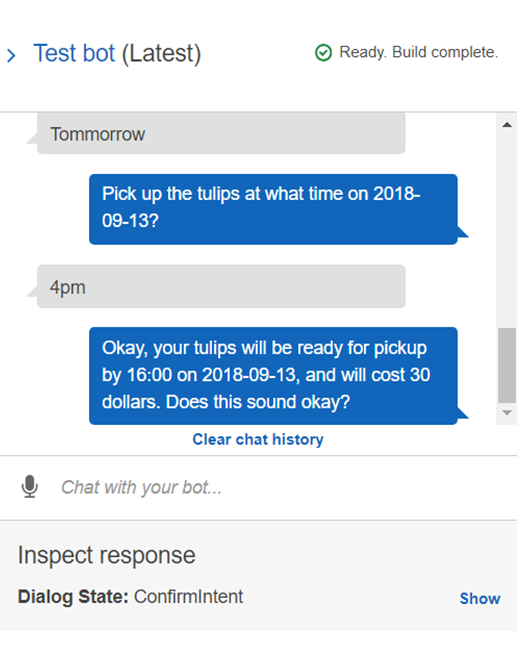 Test bot (Latest)
Ready. Build complete.
Tommorrow
Pick up the tulips at what time on 2018-
09-13?
4pm
Okay, your tulips will be ready for pickup
by 16:00 on 2018-09-13, and will cost 30
dollars. Does this sound okay?
Clear chat history
Chat with your bot...
Inspect response
Dialog State: ConfirmIntent
Show